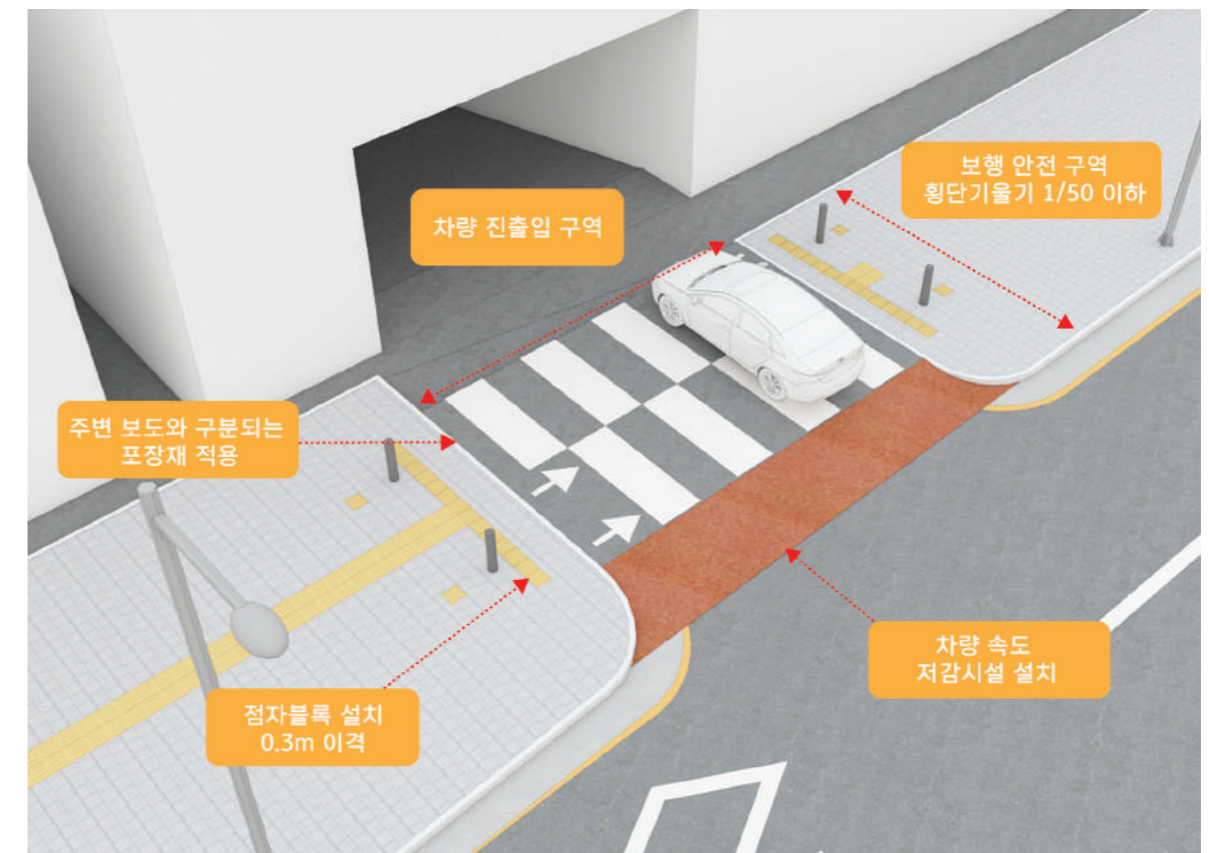 보행 안전 구역
횡단기울기 1/50 이하
차량 진출입 구역
주변 보도와 구분되는
포장재 적용
차량 속도
저감시설 설치
점자블록 설치
0.3m 이격